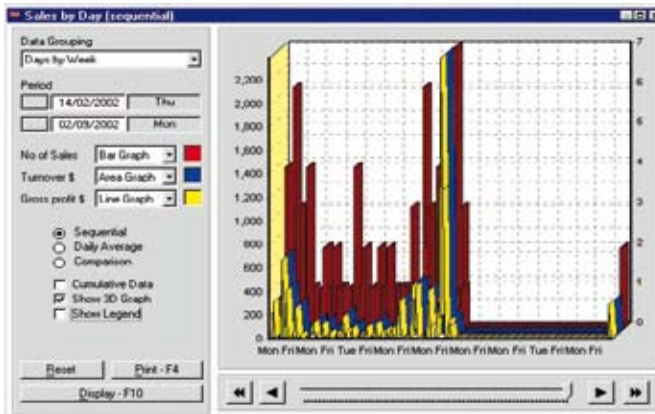 Sales by Day (sequential)
Data Grouping
Days by Week
Period
14/02/2002 Thu
02/09/2002 Mon
No of Sales Bar Graph
Turnover $ Area Graph
Gross profit $ Line Graph
Sequential
Daily Average
Comparison
Cumulative Data
Show 3D Graph
Show Legend
Reset Print - F4
Display - F10
2,200
2,000
1,800
1,600
1,400
1,200
1,000
800
600
400
200
0
7
6
5
4
3
2
1
0
Mon Fri Mon Fri Tue Fri Mon Fri Mon Fri Mon Fri Mon Fri Tue Fri Mon Fri